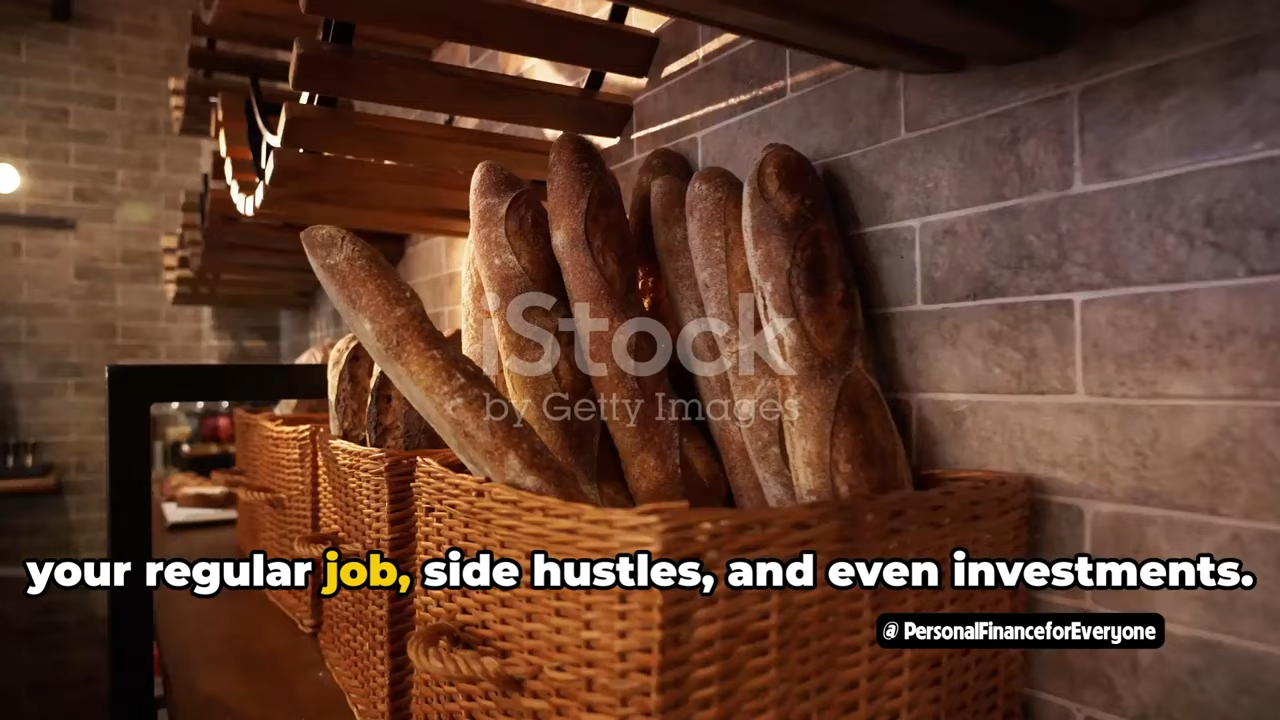 iStock
by Getty Images
your regular job, side hustles, and even investments.
@ PersonalFinanceforEveryone